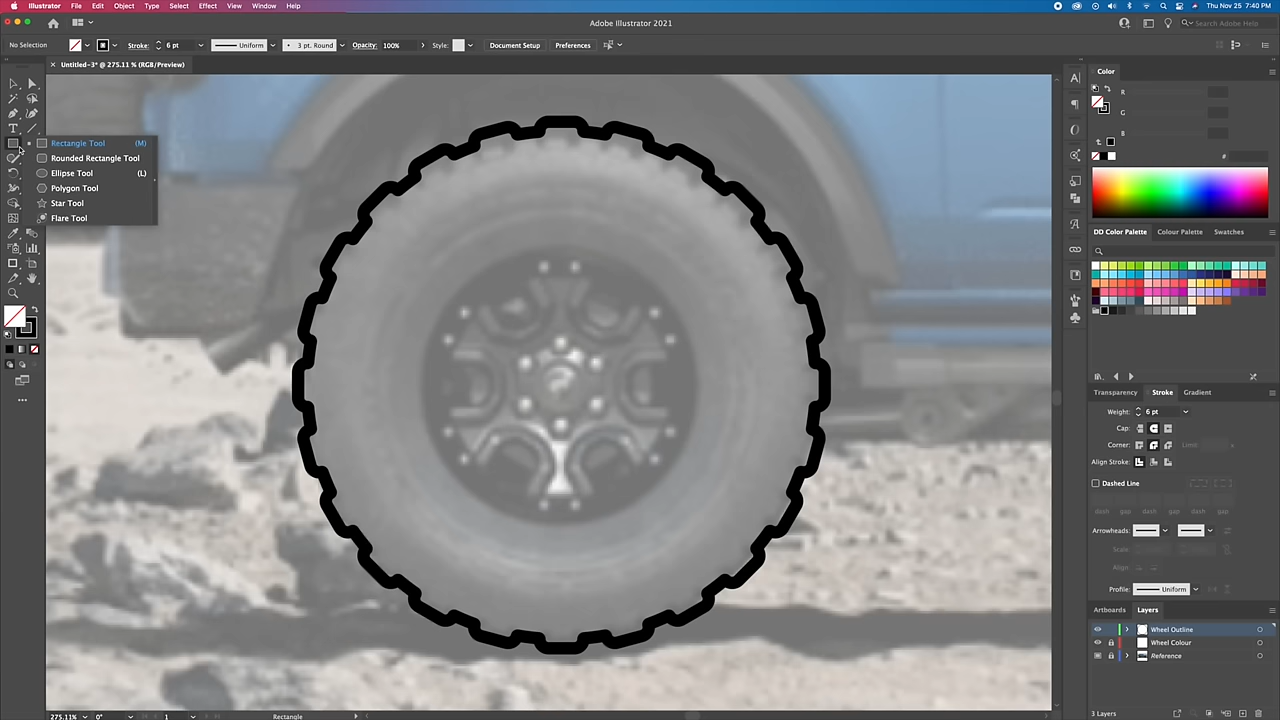 Illustrator File Edit Object Type Select Effect View Window Help
Thu Nov 25 7:40 PM
Adobe Illustrator 2021
Search Adobe Help
No Selection Stroke: 6 pt Uniform 3 pt. Round Opacity: 100% Style: Document Setup Preferences
Untitled-3* @ 275.11 % (RGB/Preview)
Rectangle Tool (M)
Rounded Rectangle Tool
Ellipse Tool (L)
Polygon Tool
Star Tool
Flare Tool
Color
R
G
B
#
DD Color Palette Colour Palette Swatches
Transparency Stroke Gradient
Weight: 6 pt
Cap:
Corner: Limit
Align Stroke:
Dashed Line
dash gap dash gap dash gap
Arrowheads:
Scale:
Align:
Profile: Uniform
Artboards Layers
Wheel Outline
Wheel Colour
Reference
3 Layers
275.11% 0° 1 Rectangle